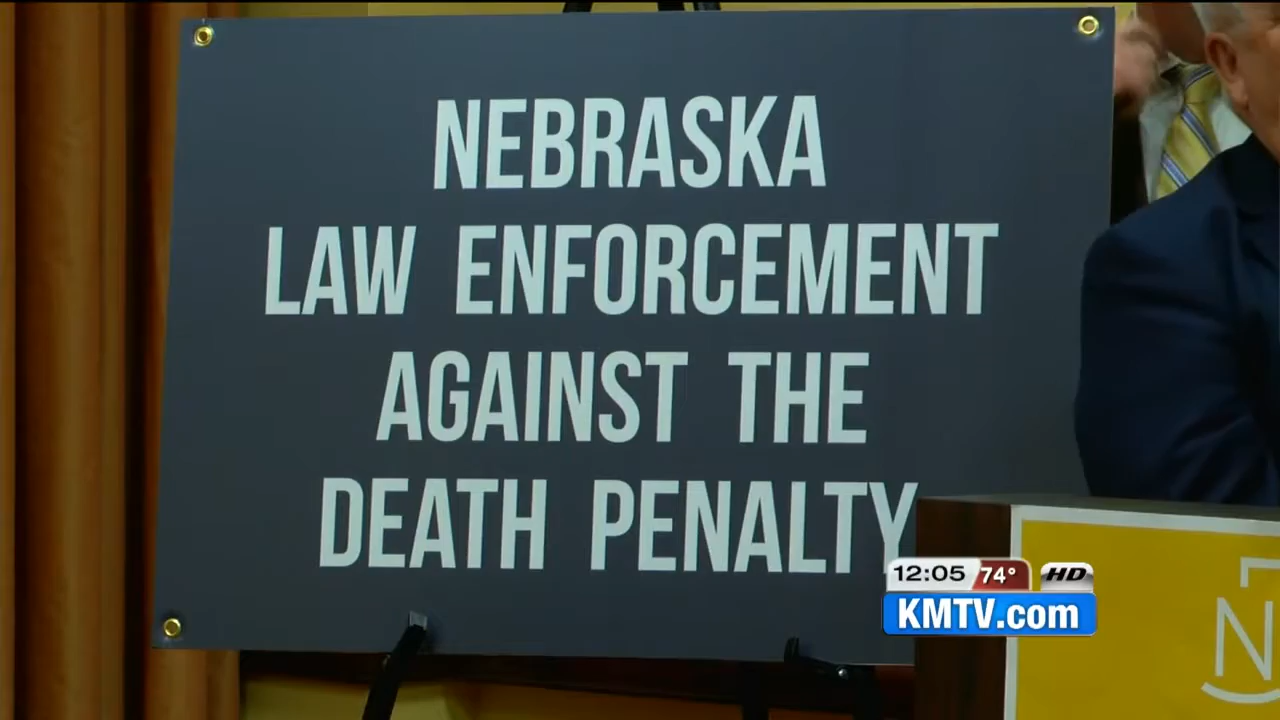 NEBRASKA
LAW ENFORCEMENT
AGAINST THE
DEATH PENALTY
12:05 74° HD
KMTV.com
N